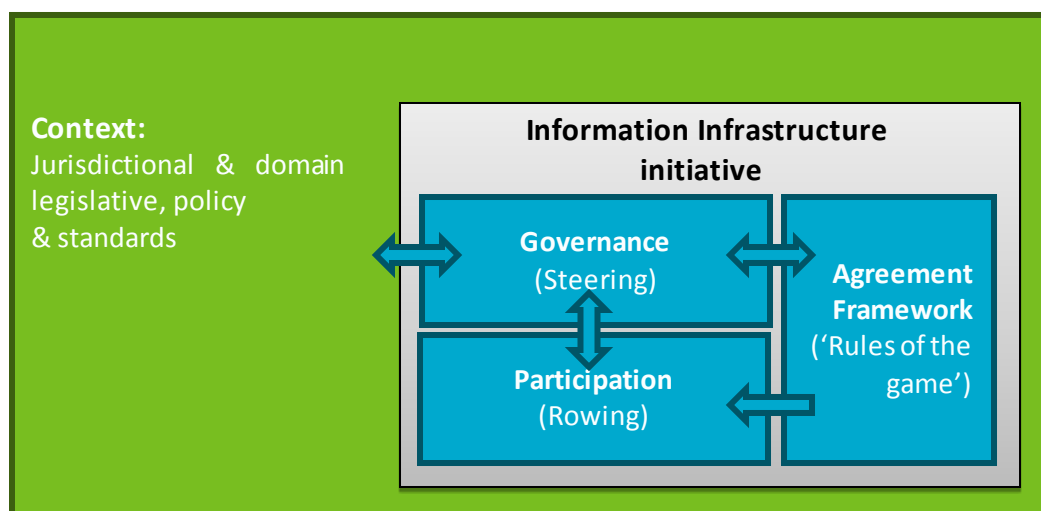 Context:
Jurisdictional & domain
legislative, policy
& standards
Information Infrastructure
initiative
Governance
(Steering)
Agreement
Framework
(‘Rules of the
game’)
Participation
(Rowing)